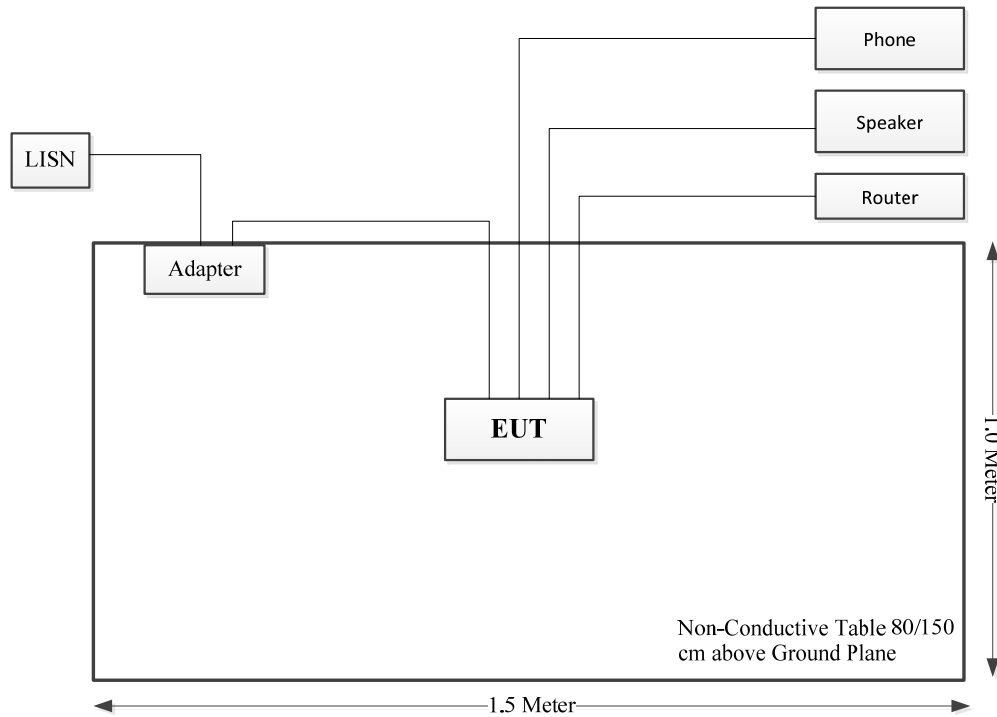 Phone
Speaker
LISN
Router
Adapter
EUT
1.0 Meter
Non-Conductive Table 80/150
cm above Ground Plane
1.5 Meter